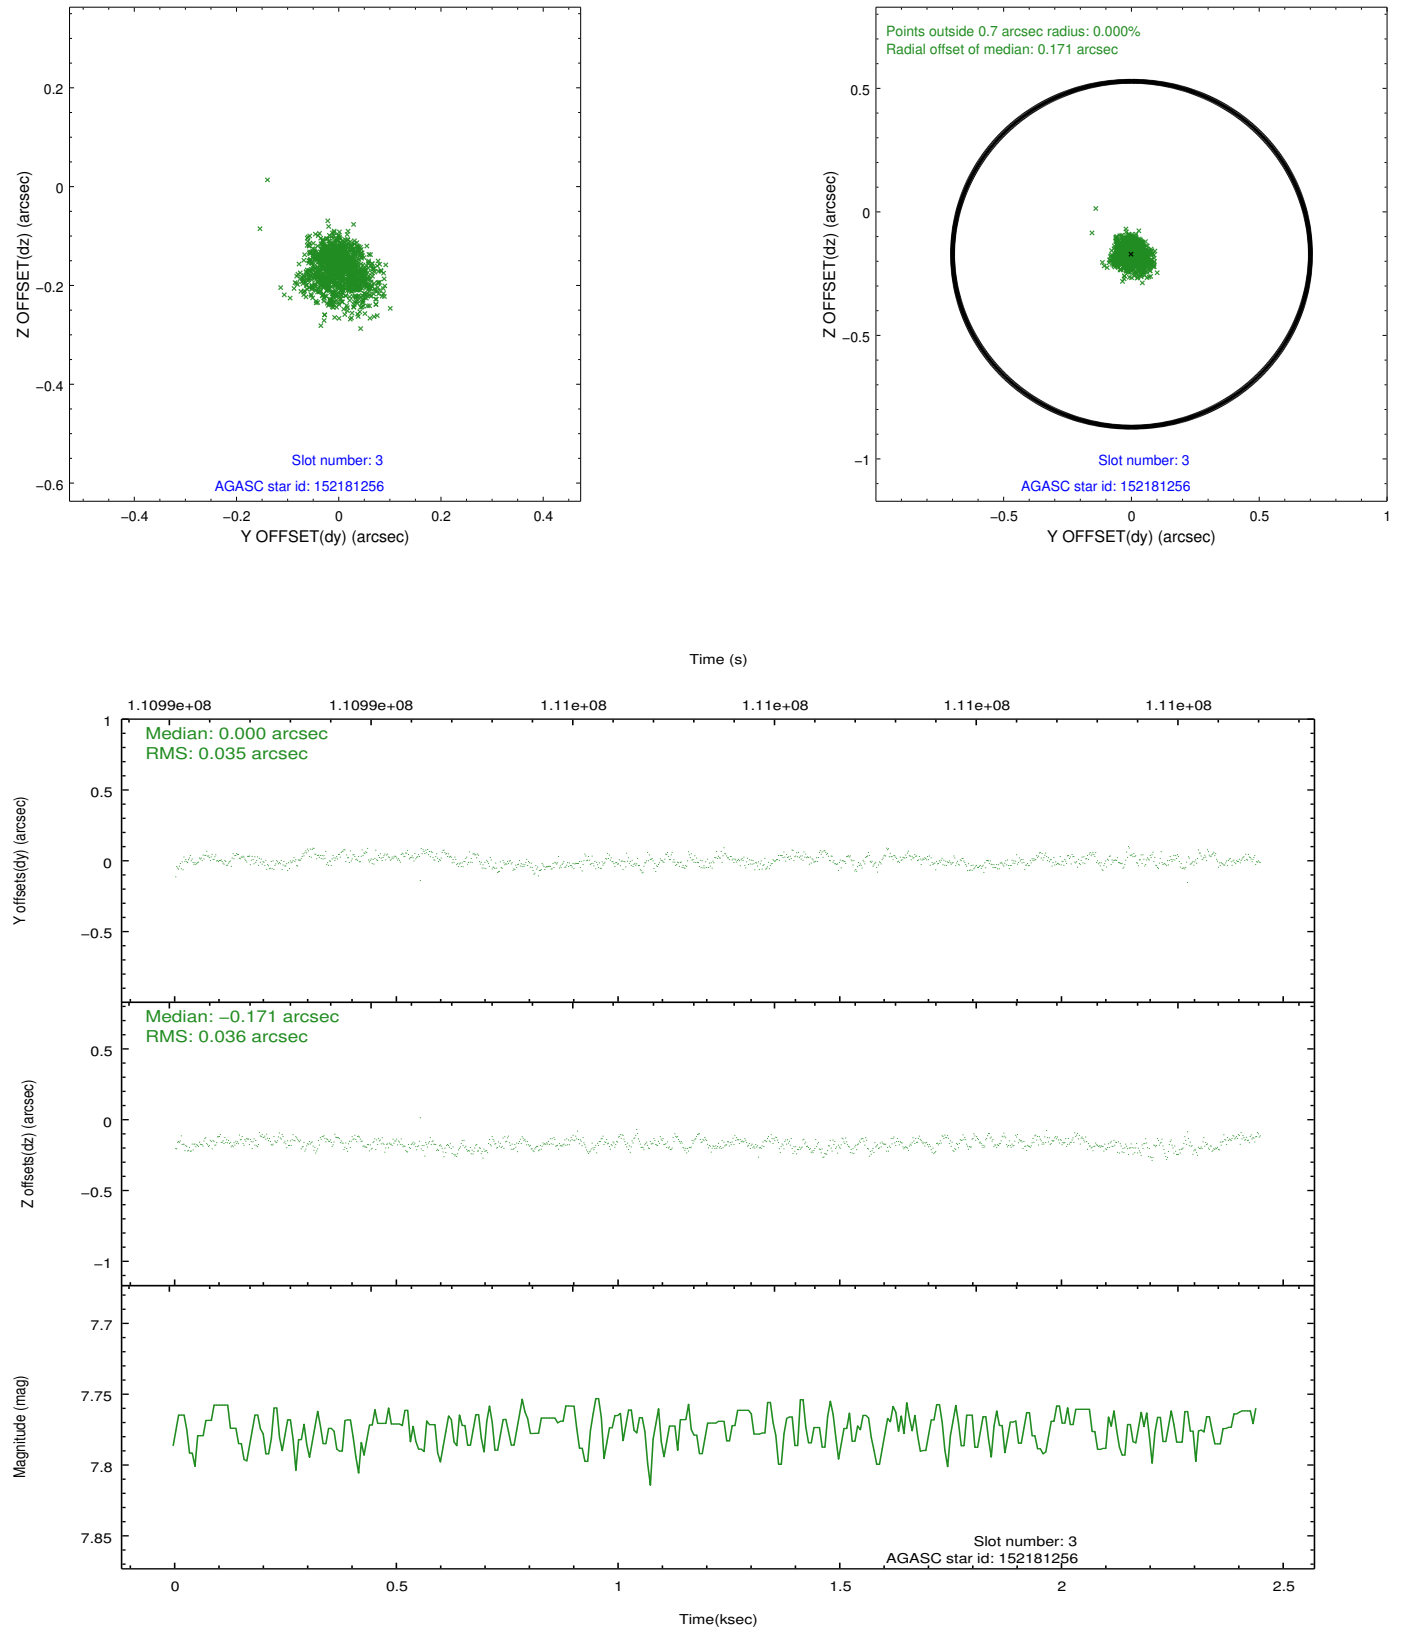 0.2
0
−0.2
−0.4
−0.6
Z OFFSET(dz) (arcsec)
Slot number: 3
AGASC star id: 152181256
−0.4 −0.2 0 0.2 0.4
Y OFFSET(dy) (arcsec)
Points outside 0.7 arcsec radius: 0.000%
Radial offset of median: 0.171 arcsec
0.5
0
−0.5
−1
Z OFFSET(dz) (arcsec)
Slot number: 3
AGASC star id: 152181256
−0.5 0 0.5 1
Y OFFSET(dy) (arcsec)
Time (s)
1.1099e+08 1.1099e+08 1.11e+08 1.11e+08 1.11e+08 1.11e+08
Median: 0.000 arcsec
RMS: 0.035 arcsec
1
0.5
0
−0.5
Y offsets(dy) (arcsec)
Median: −0.171 arcsec
RMS: 0.036 arcsec
0.5
0
−0.5
−1
Z offsets(dz) (arcsec)
7.7
7.75
7.8
7.85
Magnitude (mag)
Slot number: 3
AGASC star id: 152181256
0 0.5 1 1.5 2 2.5
Time(ksec)